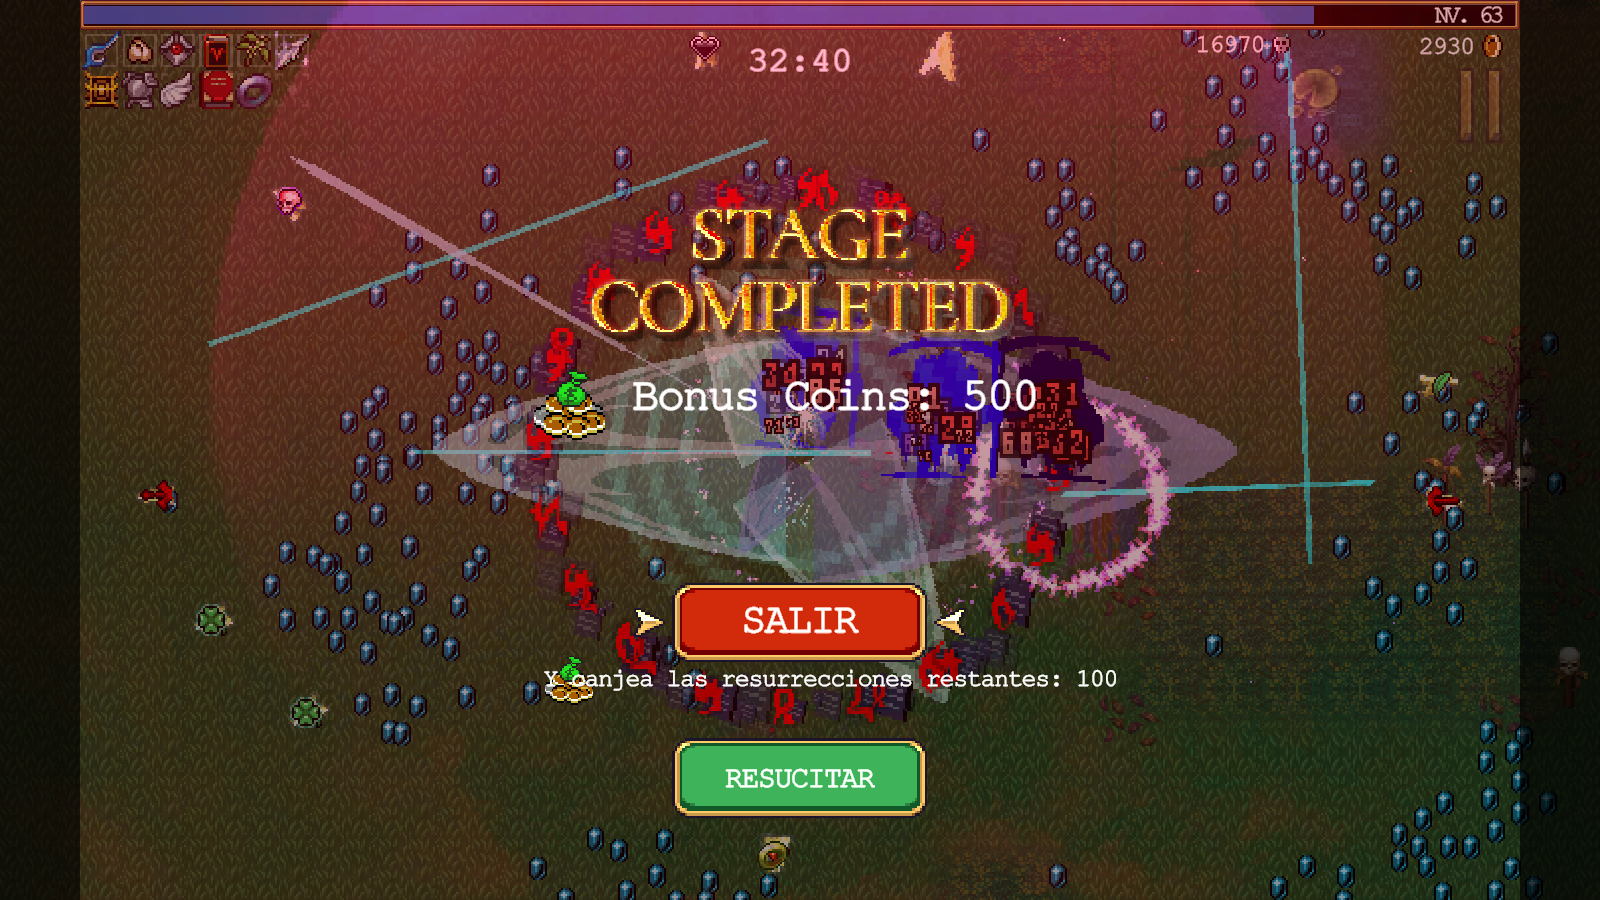 NV. 63
32:40
16970
2930
STAGE
COMPLETED
Bonus Coins: 500
SALIR
Y canjea las resurrecciones restantes: 100
RESUCITAR